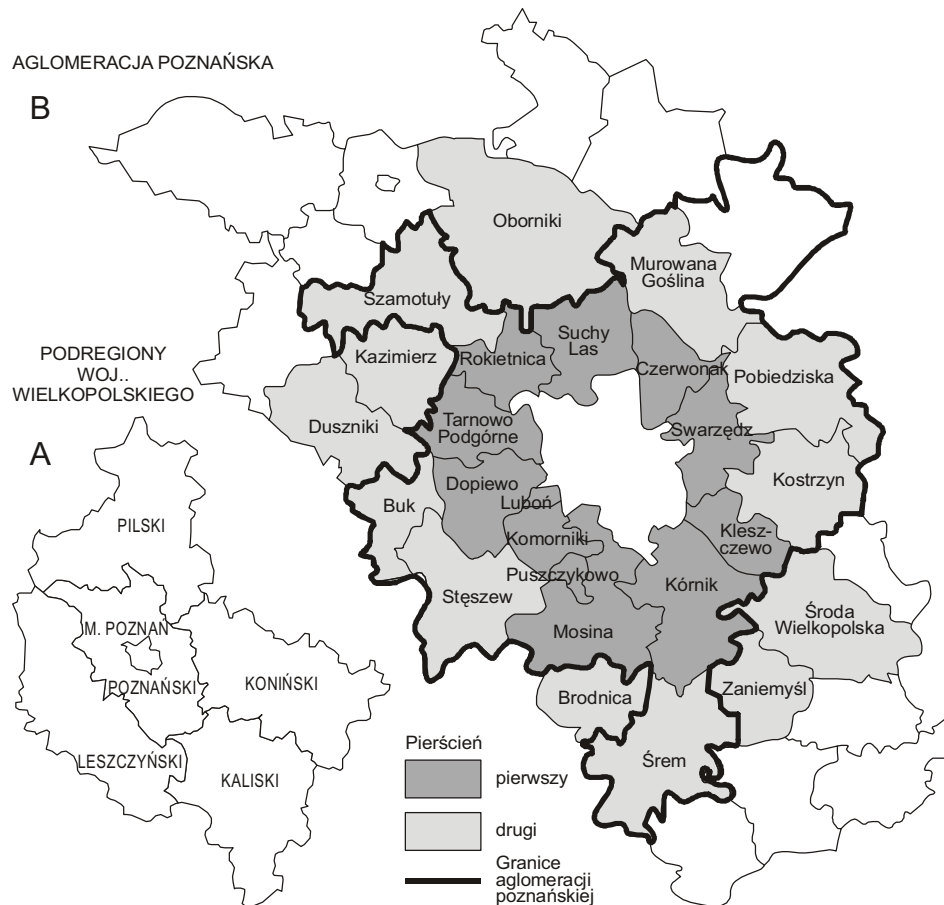 AGLOMERACJA POZNAŃSKA
B
Oborniki
Murowana
Goślina
Szamotuły
Suchy
Las
Rokietnica
Kazimierz
Czerwonak
Pobiedziska
Duszniki
Tarnowo
Podgórne
Swarzędz
Kostrzyn
Dopiewo
Buk
Luboń
Klesz-
czewo
Komorniki
Puszczykowo
Kórnik
Stęszew
Mosina
Środa
Wielkopolska
Brodnica
Zaniemyśl
Śrem
PODREGIONY
WOJ..
WIELKOPOLSKIEGO
A
PILSKI
M. POZNAŃ
POZNAŃSKI
KONIŃSKI
LESZCZYŃSKI
KALISKI
Pierścień
pierwszy
drugi
Granice
aglomeracji
poznańskiej